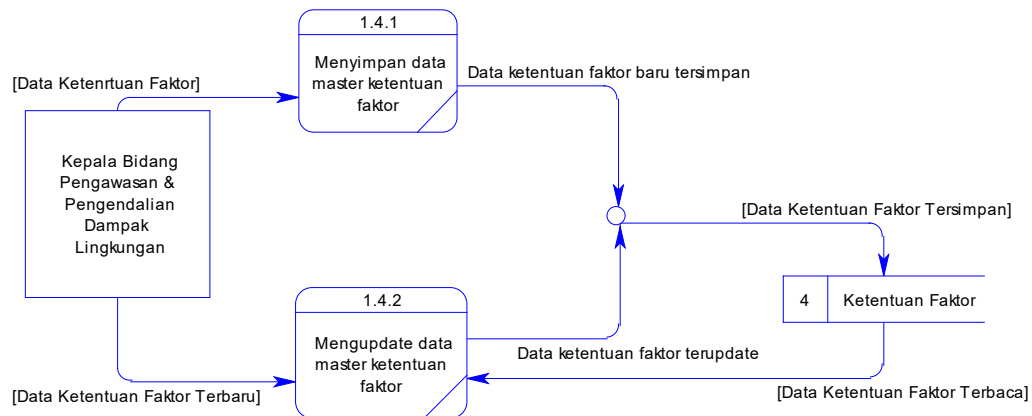 1.4.1
Menyimpan data
master ketentuan
faktor
Data ketentuan faktor baru tersimpan
[Data Ketenrtuan Faktor]
Kepala Bidang
Pengawasan &
Pengendalian
Dampak
Lingkungan
[Data Ketentuan Faktor Tersimpan]
4
Ketentuan Faktor
1.4.2
Mengupdate data
master ketentuan
faktor
Data ketentuan faktor terupdate
[Data Ketentuan Faktor Terbaru]
[Data Ketentuan Faktor Terbaca]